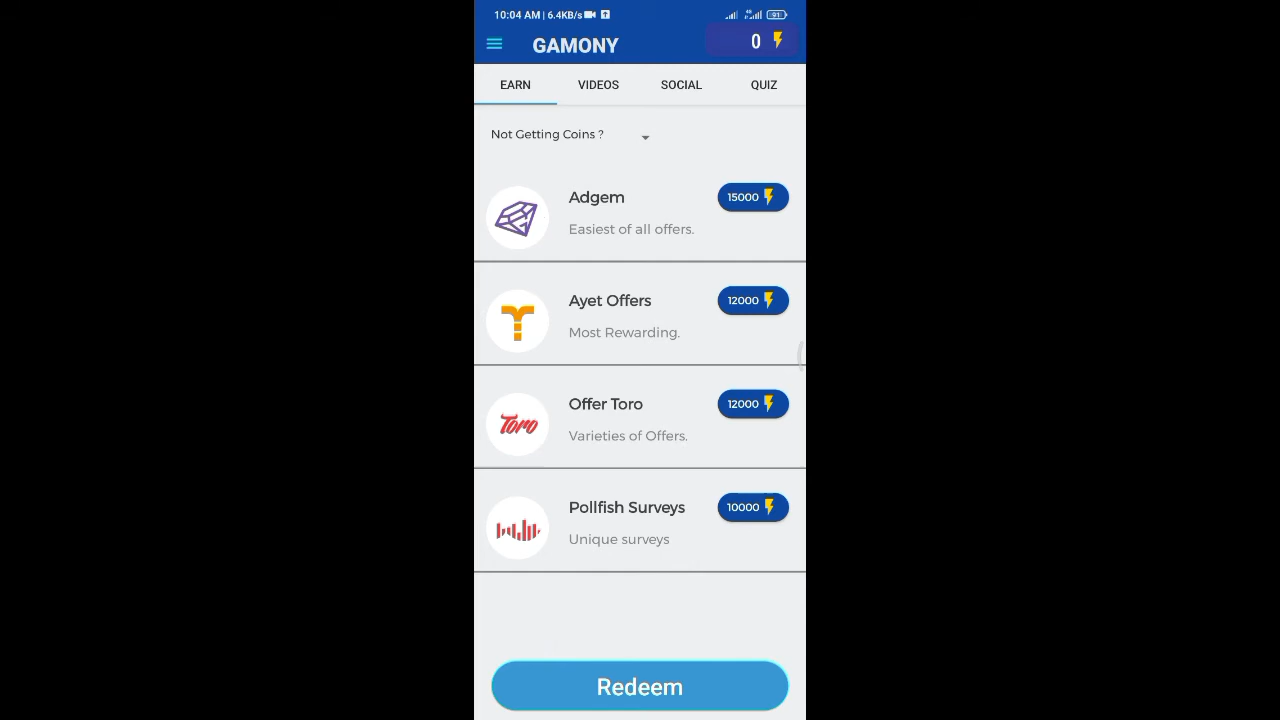 10:04 AM | 6.4KB/s 4G 91
GAMONY 0
EARN VIDEOS SOCIAL QUIZ
Not Getting Coins ?
Adgem 15000
Easiest of all offers.
Ayet Offers 12000
Most Rewarding.
Toro
Offer Toro 12000
Varieties of Offers.
Pollfish Surveys 10000
Unique surveys
Redeem